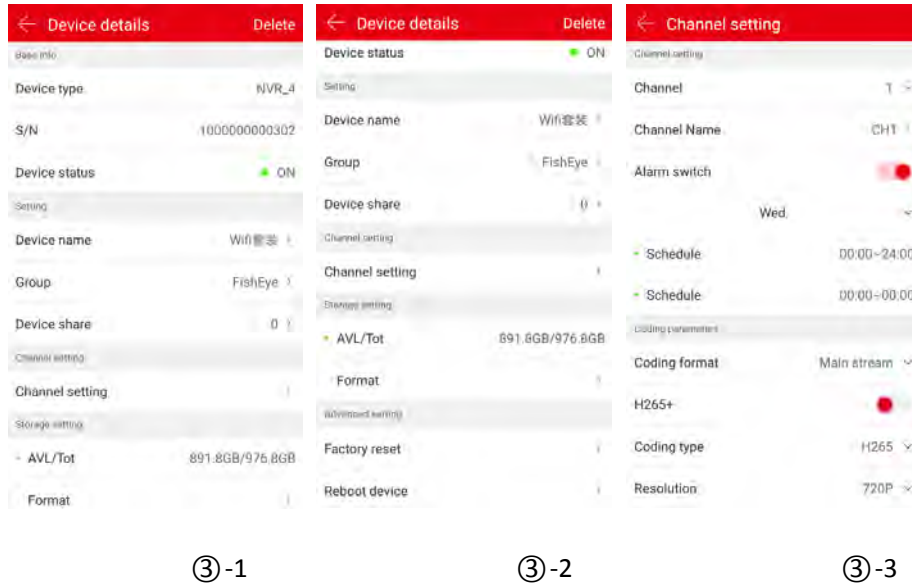 Device details Delete
Base info
Device type NVR_4
S/N 1000000000302
Device status ON
Setting
Device name Wifi套装
Group FishEye
Device share 0
Channel setting
Channel setting
Storage setting
AVL/Tot 891.8GB/976.8GB
Format
③-1
Device details Delete
Device status ON
Setting
Device name Wifi套装
Group FishEye
Device share 0
Channel setting
Channel setting
Storage setting
AVL/Tot 891.8GB/976.8GB
Format
Advanced setting
Factory reset
Reboot device
③-2
Channel setting
Channel setting
Channel 1
Channel Name CH1
Alarm switch
Wed.
Schedule 00:00~24:00
Schedule 00:00~00:00
Coding parameters
Coding format Main stream
H265+
Coding type H265
Resolution 720P
③-3